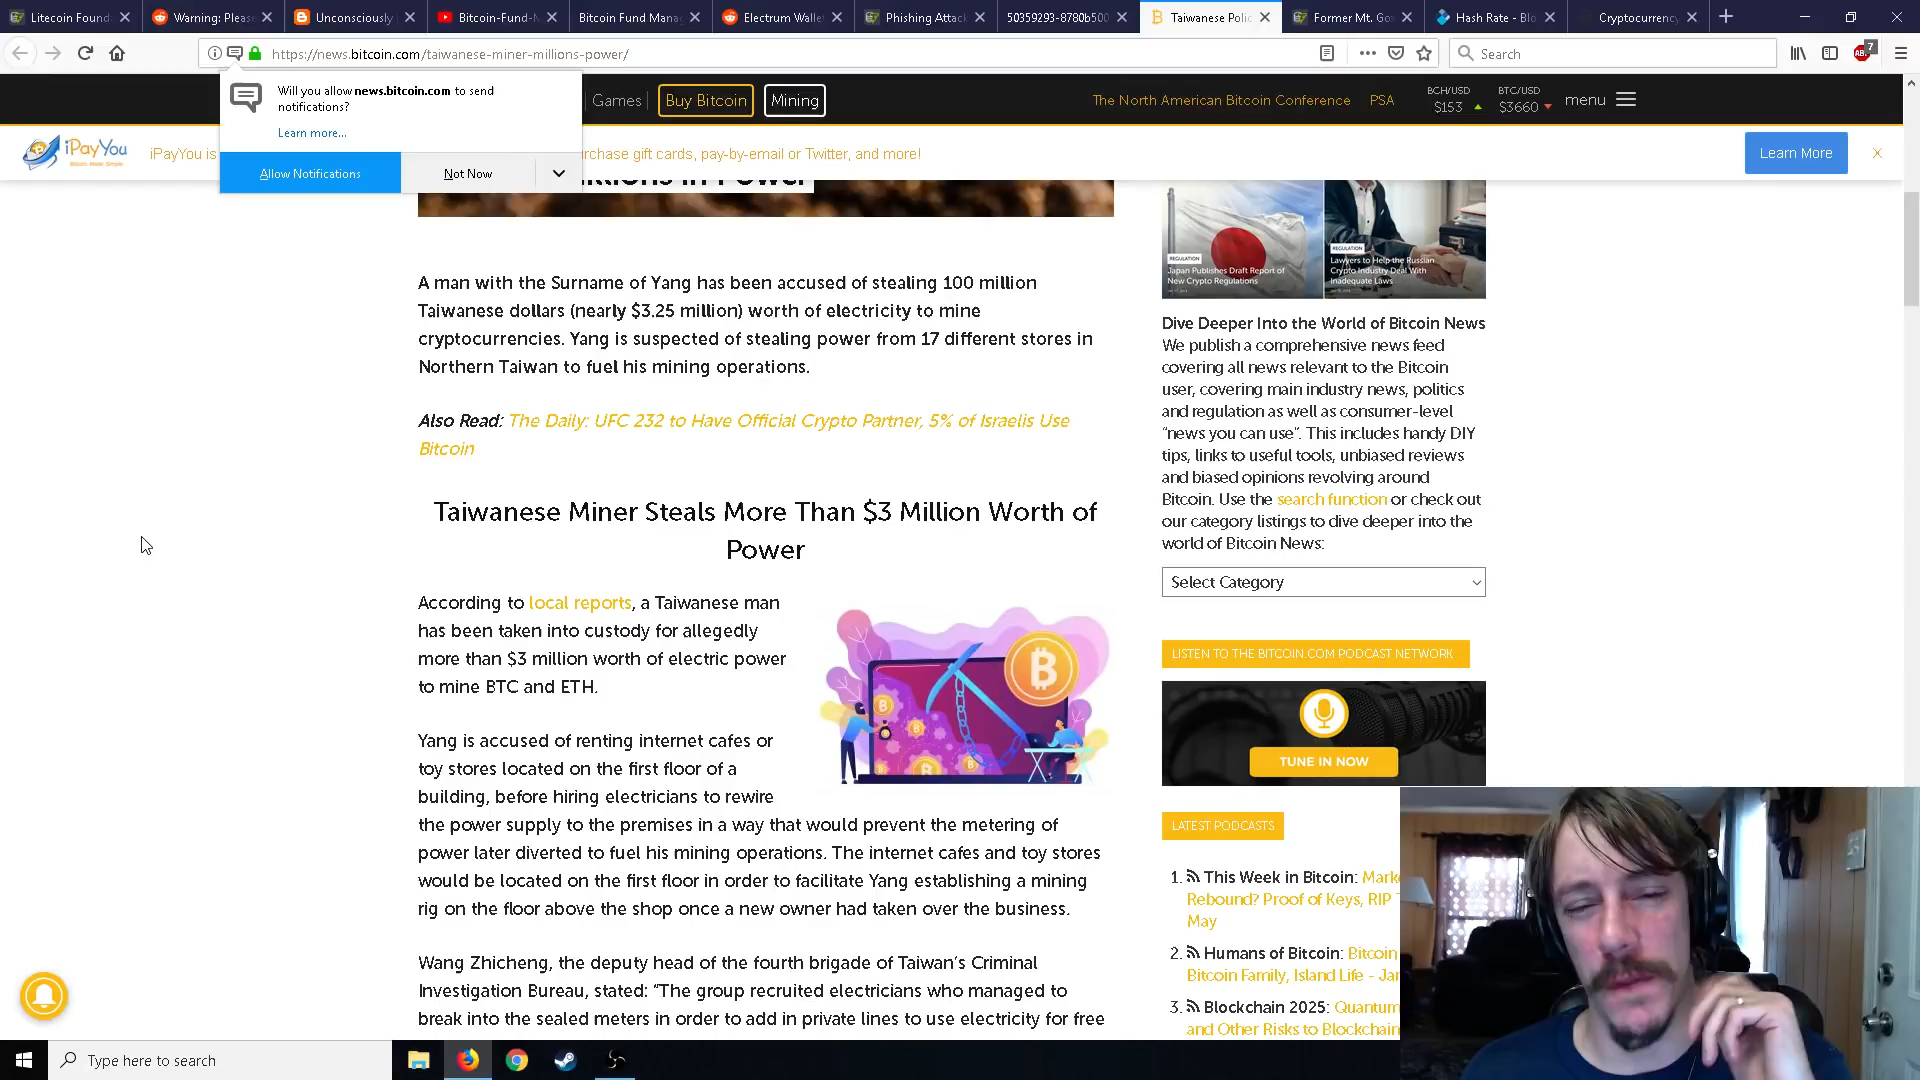 Litecoin Found
Warning: Pleas
Unconsciously
Bitcoin-Fund-M
Bitcoin Fund Mana
Electrum Walle
Phishing Attack
50359293-8780b500
Taiwanese Polic
Former Mt. Gox
Hash Rate - Blo
Cryptocurrency
https://news.bitcoin.com/taiwanese-miner-millions-power/
Search
7
Will you allow news.bitcoin.com to send
notifications?
Learn more...
Allow Notifications
Not Now
Games
Buy Bitcoin
Mining
The North American Bitcoin Conference
PSA
BCH/USD
$153
BTC/USD
$3660
menu
iPayYou
Bitcoin Made Simple
iPayYou is
rchase gift cards, pay-by-email or Twitter, and more!
Learn More
illions in Power
A man with the Surname of Yang has been accused of stealing 100 million
Taiwanese dollars (nearly $3.25 million) worth of electricity to mine
cryptocurrencies. Yang is suspected of stealing power from 17 different stores in
Northern Taiwan to fuel his mining operations.
Also Read: The Daily: UFC 232 to Have Official Crypto Partner, 5% of Israelis Use
Bitcoin
Taiwanese Miner Steals More Than $3 Million Worth of
Power
According to local reports, a Taiwanese man
has been taken into custody for allegedly
more than $3 million worth of electric power
to mine BTC and ETH.
Yang is accused of renting internet cafes or
toy stores located on the first floor of a
building, before hiring electricians to rewire
the power supply to the premises in a way that would prevent the metering of
power later diverted to fuel his mining operations. The internet cafes and toy stores
would be located on the first floor in order to facilitate Yang establishing a mining
rig on the floor above the shop once a new owner had taken over the business.
Wang Zhicheng, the deputy head of the fourth brigade of Taiwan's Criminal
Investigation Bureau, stated: "The group recruited electricians who managed to
break into the sealed meters in order to add in private lines to use electricity for free
REGULATION
Japan Publishes Draft Report of
New Crypto Regulations
REGULATION
Lawyers to Help the Russian
Crypto Industry Deal With
Inadequate Laws
Dive Deeper Into the World of Bitcoin News
We publish a comprehensive news feed
covering all news relevant to the Bitcoin
user, covering main industry news, politics
and regulation as well as consumer-level
"news you can use". This includes handy DIY
tips, links to useful tools, unbiased reviews
and biased opinions revolving around
Bitcoin. Use the search function or check out
our category listings to dive deeper into the
world of Bitcoin News:
Select Category
LISTEN TO THE BITCOIN.COM PODCAST NETWORK
TUNE IN NOW
LATEST PODCASTS
1. This Week in Bitcoin: Marke
Rebound? Proof of Keys, RIP T
May
2. Humans of Bitcoin: Bitcoin
Bitcoin Family, Island Life - Jan
3. Blockchain 2025: Quantum
and Other Risks to Blockchain
Type here to search